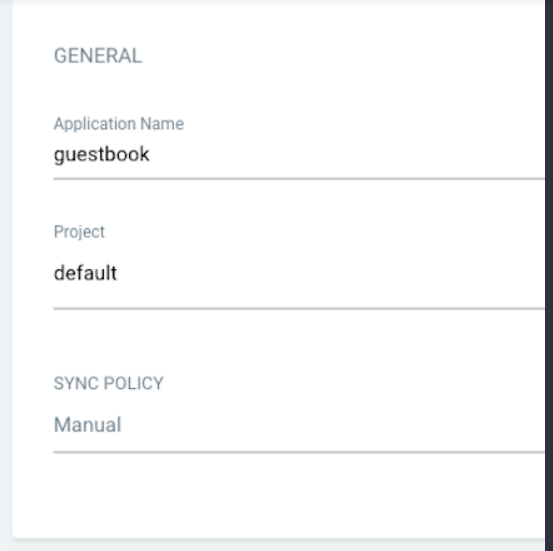 GENERAL
Application Name
guestbook
Project
default
SYNC POLICY
Manual